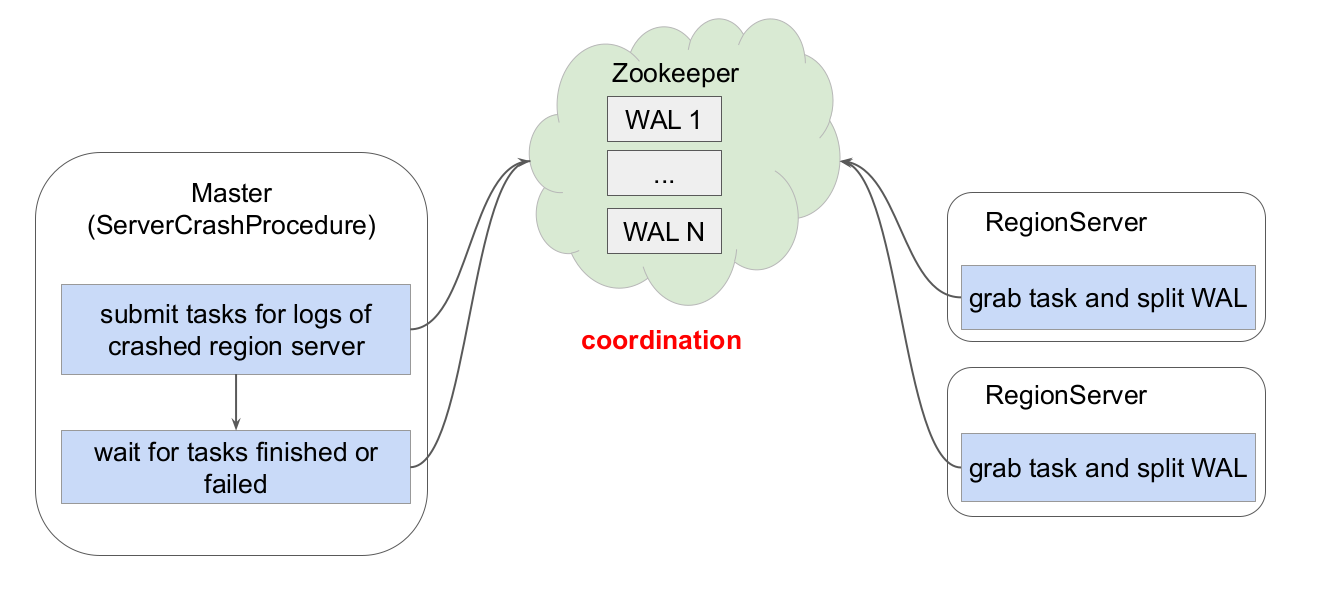 Zookeeper
WAL 1
...
WAL N
coordination
Master
(ServerCrashProcedure)
submit tasks for logs of
crashed region server
wait for tasks finished or
failed
RegionServer
grab task and split WAL
RegionServer
grab task and split WAL